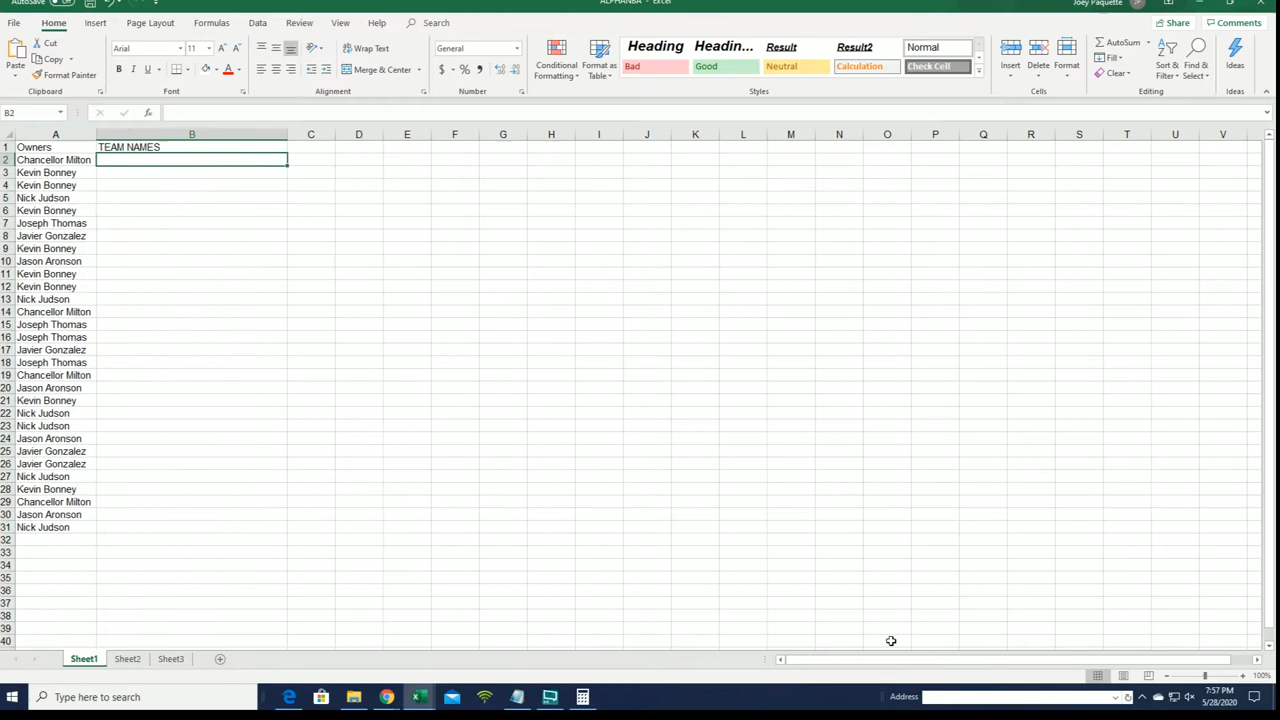 AutoSave Off ALPHANBA - Excel Joey Paquette JP
File Home Insert Page Layout Formulas Data Review View Help Search Share Comments
Paste Cut Copy Format Painter Clipboard
Arial 11 A A B I U A Font
Wrap Text Merge & Center Alignment
General $ % , Number
Conditional Formatting Format as Table
Heading Headin... Result Result2 Normal
Bad Good Neutral Calculation Check Cell
Styles
Insert Delete Format Cells
AutoSum Fill Clear Sort & Filter Find & Select Editing
Ideas Ideas
B2 fx
A B C D E F G H I J K L M N O P Q R S T U V
1 Owners TEAM NAMES
2 Chancellor Milton
3 Kevin Bonney
4 Kevin Bonney
5 Nick Judson
6 Kevin Bonney
7 Joseph Thomas
8 Javier Gonzalez
9 Kevin Bonney
10 Jason Aronson
11 Kevin Bonney
12 Kevin Bonney
13 Nick Judson
14 Chancellor Milton
15 Joseph Thomas
16 Joseph Thomas
17 Javier Gonzalez
18 Joseph Thomas
19 Chancellor Milton
20 Jason Aronson
21 Kevin Bonney
22 Nick Judson
23 Nick Judson
24 Jason Aronson
25 Javier Gonzalez
26 Javier Gonzalez
27 Nick Judson
28 Kevin Bonney
29 Chancellor Milton
30 Jason Aronson
31 Nick Judson
32
33
34
35
36
37
38
39
40
Sheet1 Sheet2 Sheet3
100%
Type here to search Address 7:57 PM
5/28/2020